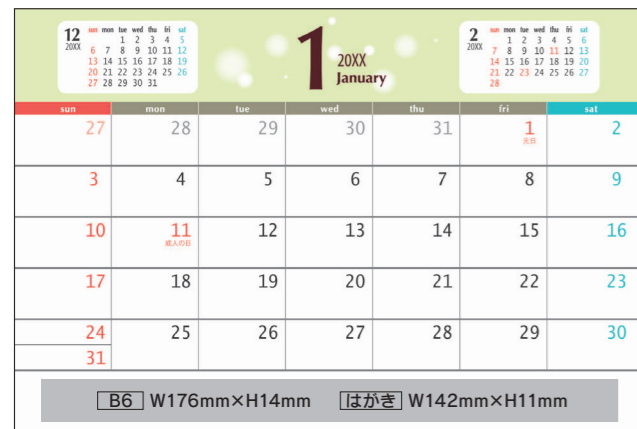 12
20XX
sun mon tue wed thu fri sat
1 2 3 4 5
6 7 8 9 10 11 12
13 14 15 16 17 18 19
20 21 22 23 24 25 26
27 28 29 30 31
1
20XX
January
2
20XX
sun mon tue wed thu fri sat
1 2 3 4 5 6
7 8 9 10 11 12 13
14 15 16 17 18 19 20
21 22 23 24 25 26 27
28
sun mon tue wed thu fri sat
27 28 29 30 31 1 2
元日
3 4 5 6 7 8 9
10 11 12 13 14 15 16
成人の日
17 18 19 20 21 22 23
24 25 26 27 28 29 30
31
B6 W176mm×H14mm はがき W142mm×H11mm